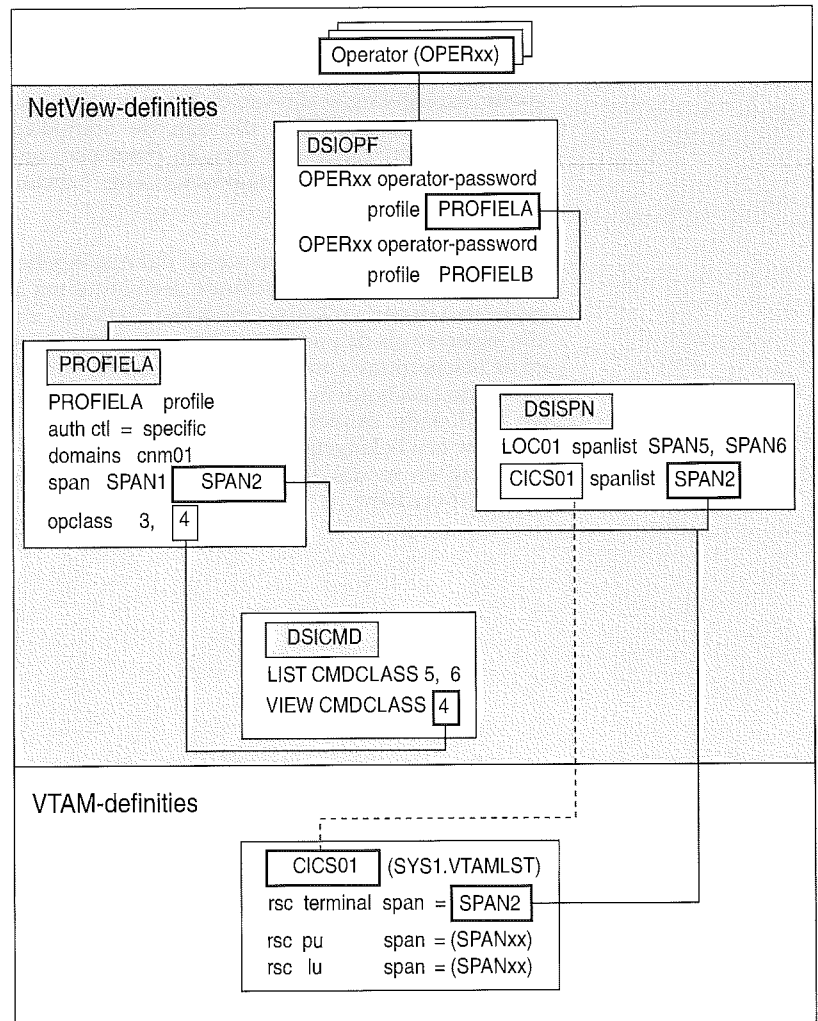 Operator (OPERxx)
NetView-definities
DSIOPF
OPERxx operator-password
profile PROFIELA
OPERxx operator-password
profile PROFIELB
PROFIELA
PROFIELA profile
auth ctl = specific
domains cnm01
span SPAN1 SPAN2
opclass 3, 4
DSISPN
LOC01 spanlist SPAN5, SPAN6
CICS01 spanlist SPAN2
DSICMD
LIST CMDCLASS 5, 6
VIEW CMDCLASS 4
VTAM-definities
CICS01 (SYS1.VTAMLST)
rsc terminal span = SPAN2
rsc pu span = (SPANxx)
rsc lu span = (SPANxx)